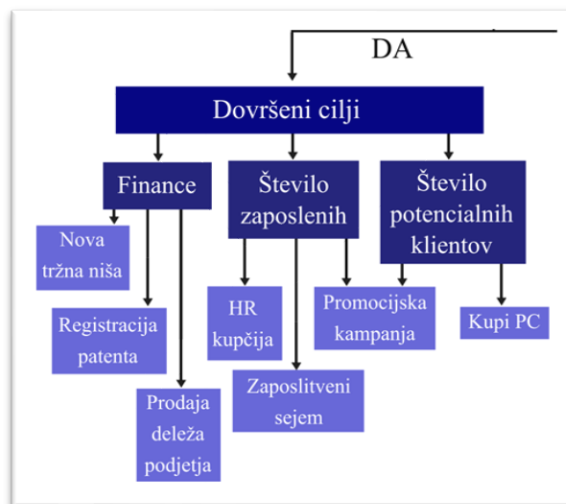 DA
Dovršeni cilji
Finance
Število
zaposlenih
Število
potencialnih
klientov
Nova
tržna niša
Registracija
patenta
Prodaja
deleža
podjetja
HR
kupčija
Zaposlitveni
sejem
Promocijska
kampanja
Kupi PC